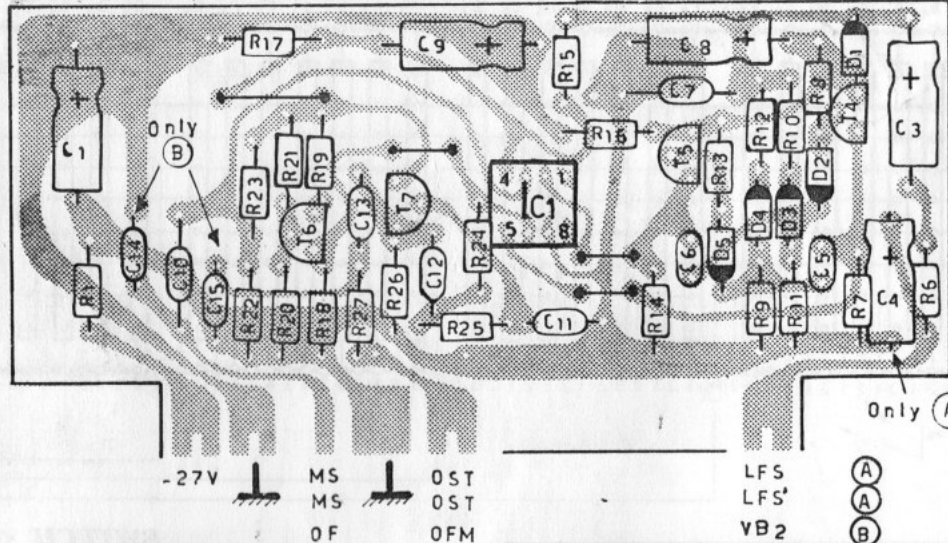 R17
C9
R15
C8
D1
R8
C7
T4
C3
C1
Only
B
R16
R12
R10
R21
R19
R23
C13
T7
T6
4 1
IC1
5 8
T5
R13
D2
R24
D4
D3
C14
C10
C15
R1
R22
R20
R18
R27
R26
C12
R25
C11
R14
C6
D5
R9
R11
C5
R7
C4
R6
Only
-27V MS OST LFS A
MS OST LFS' A
OF OFM VB2 B